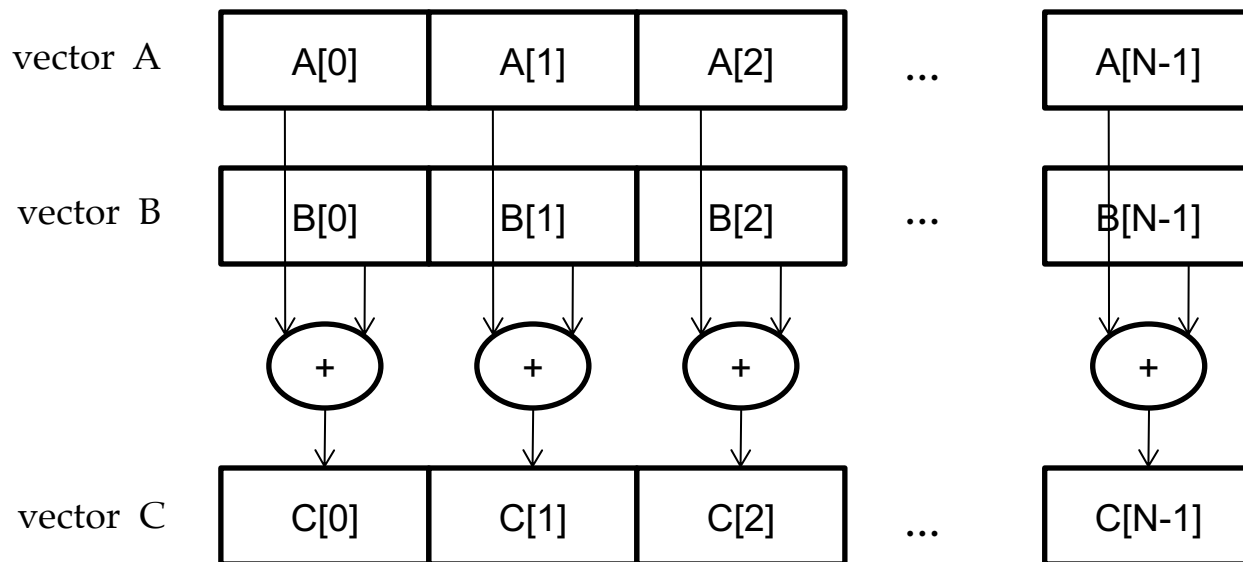 vector A A[0] A[1] A[2] ... A[N-1]
vector B B[0] B[1] B[2] ... B[N-1]
+ + + +
vector C C[0] C[1] C[2] ... C[N-1]